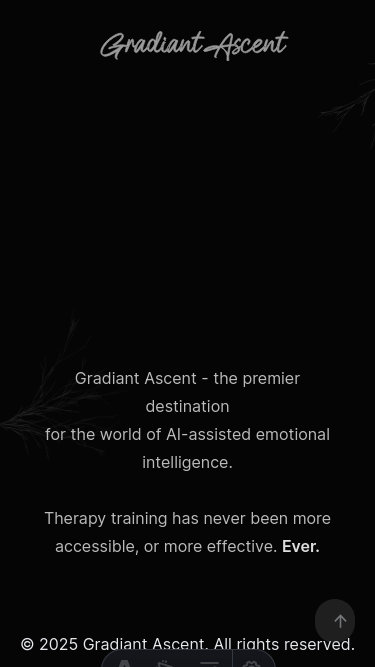 Gradiant Ascent
Gradiant Ascent - the premier
destination
for the world of AI-assisted emotional
intelligence.
Therapy training has never been more
accessible, or more effective. Ever.
© 2025 Gradiant Ascent. All rights reserved.